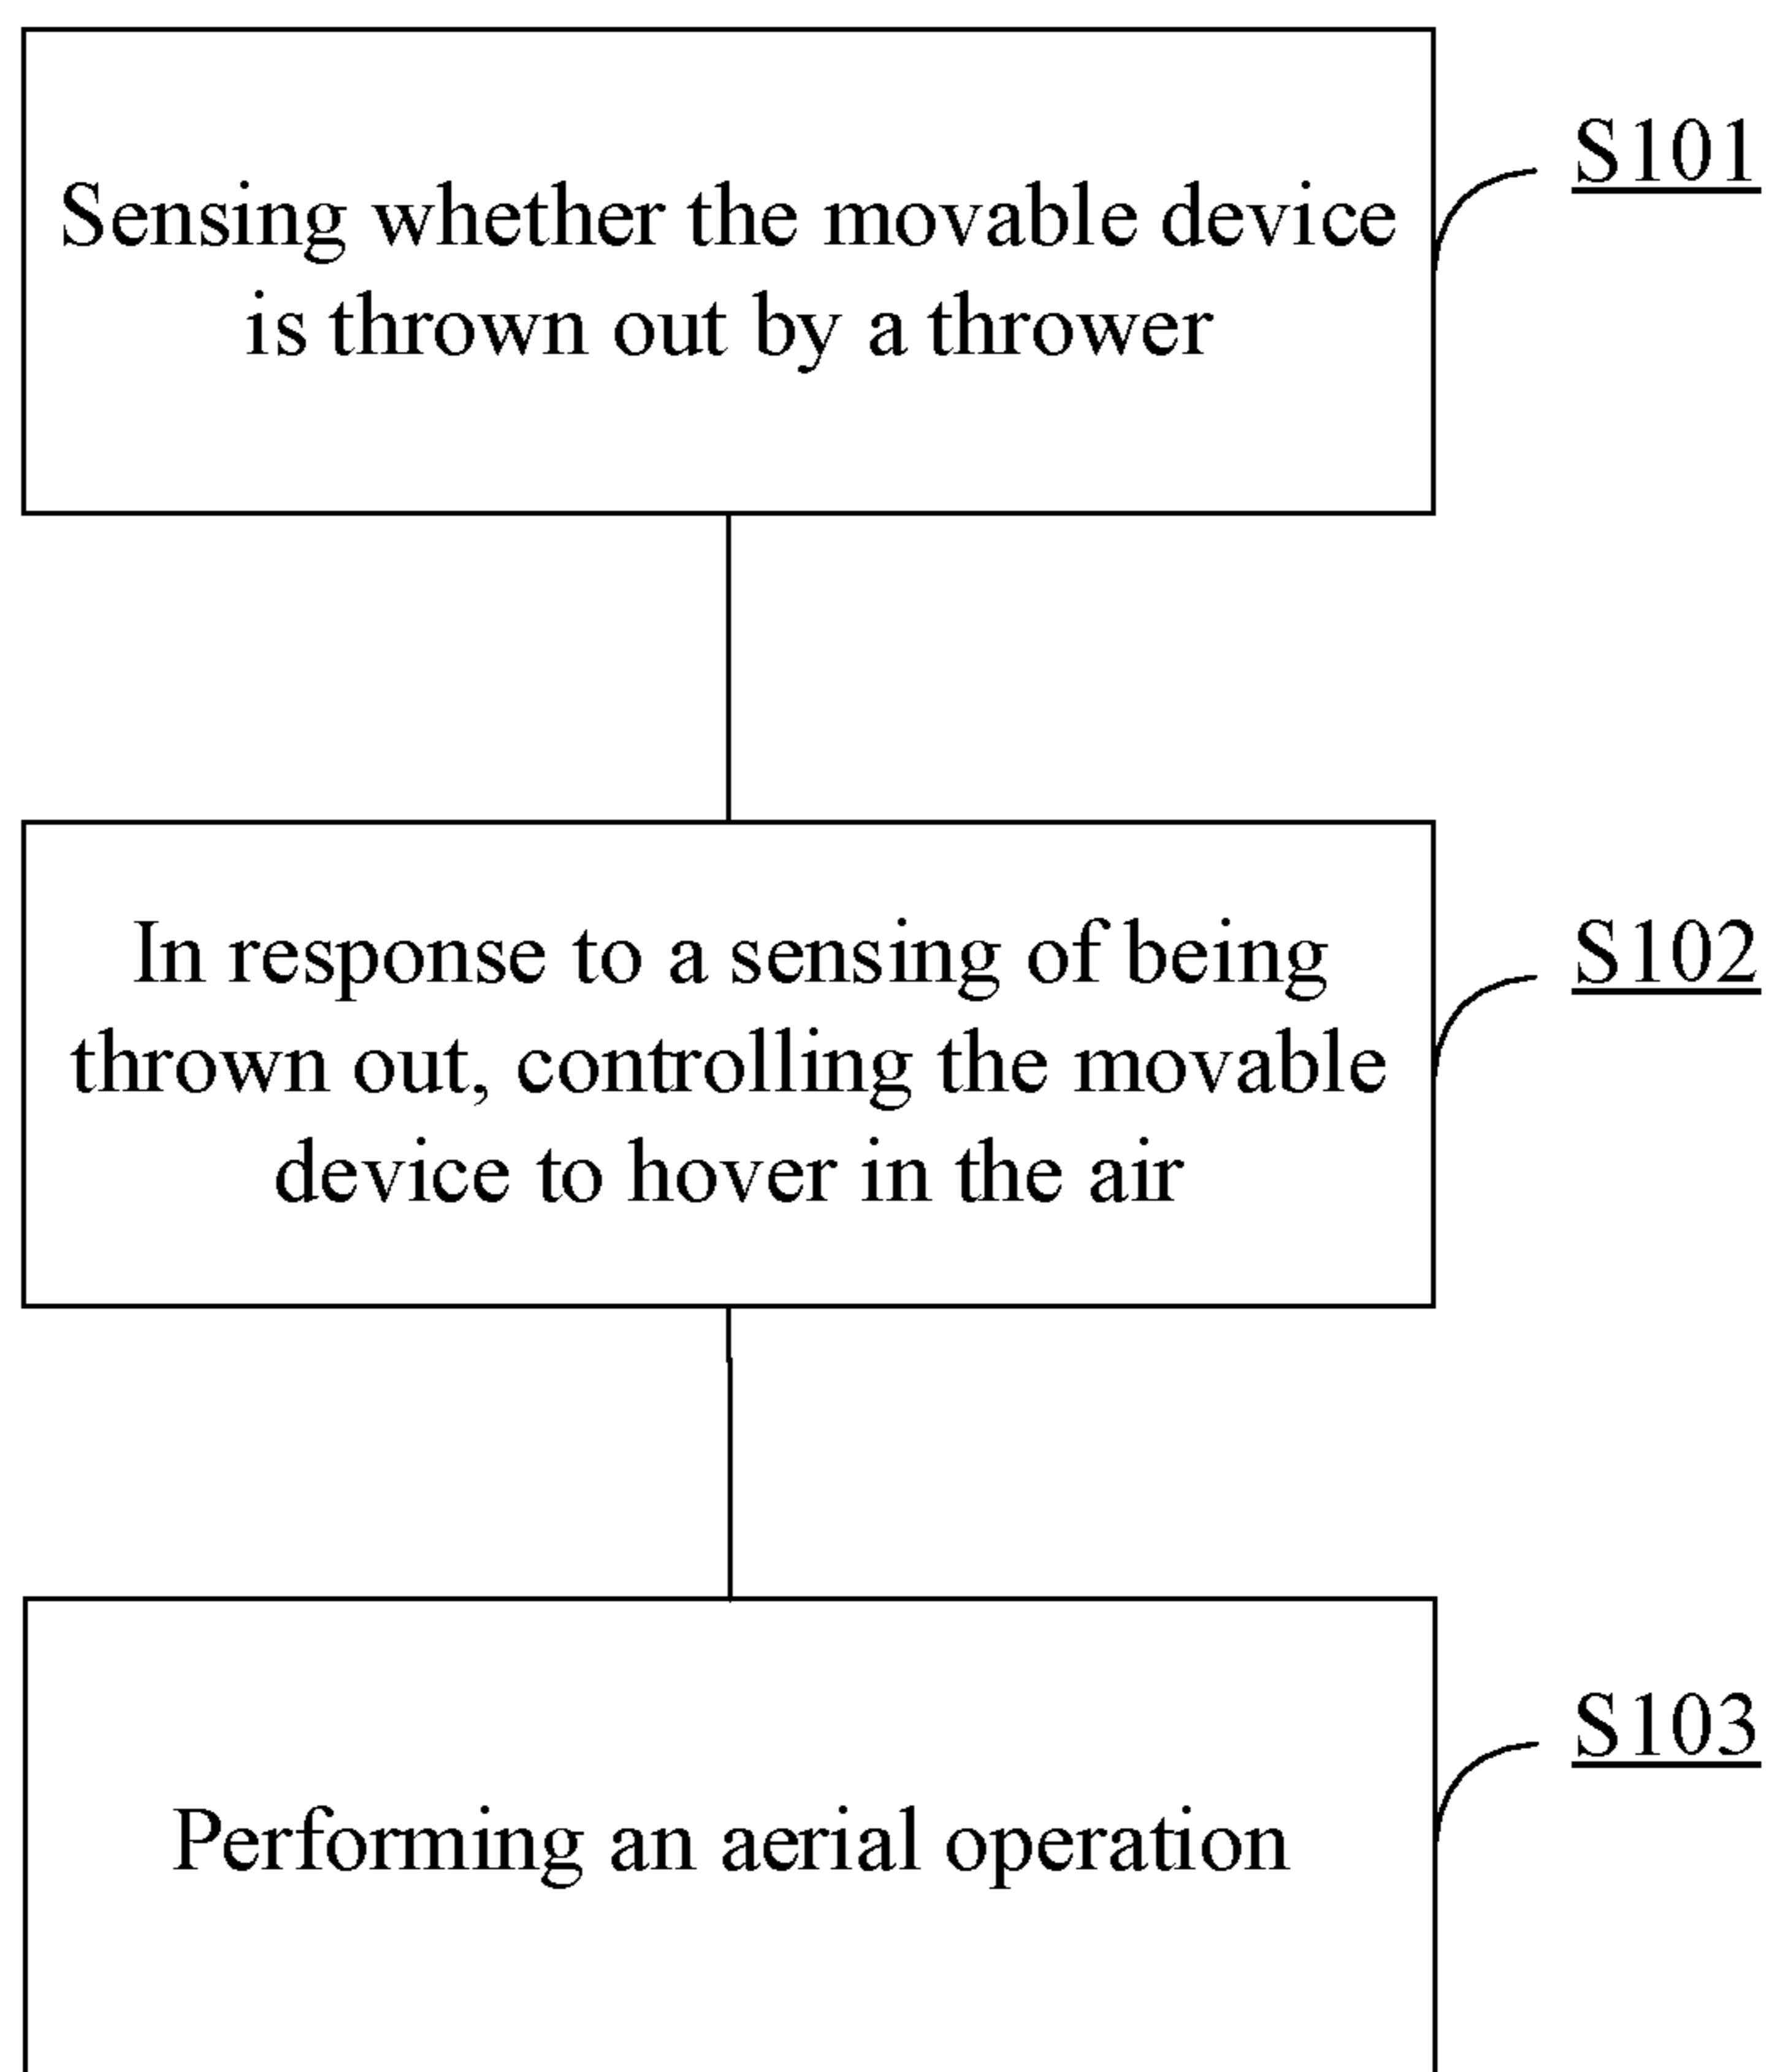 Sensing whether the movable device
is thrown out by a thrower
S101
In response to a sensing of being
thrown out, controlling the movable
device to hover in the air
S102
Performing an aerial operation
S103